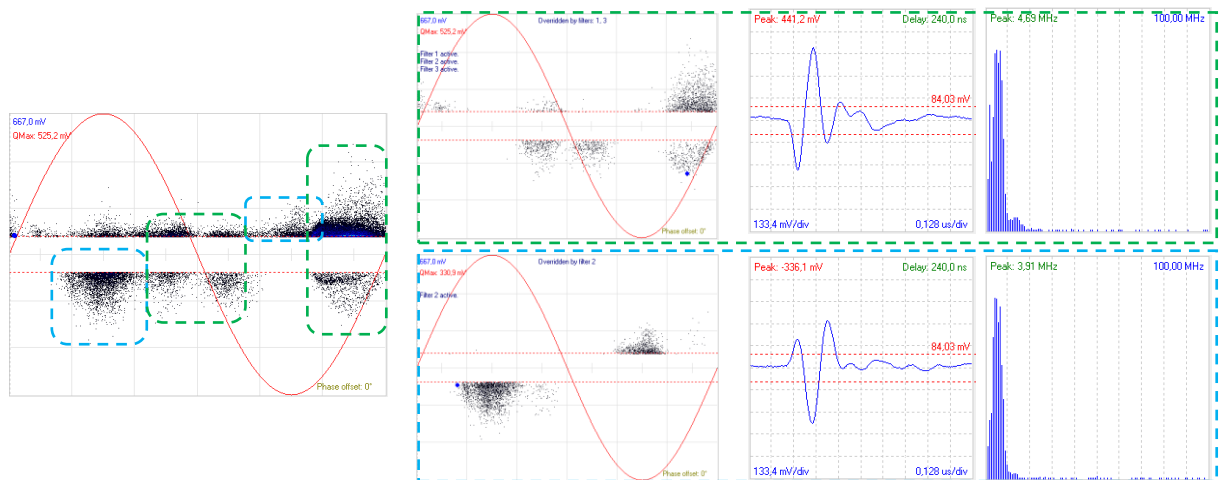 667,0 mV
QMax: 525,2 mV
Phase offset: 0°
667,0 mV
Overridden by filters: 1, 3
QMax: 525,2 mV
Filter 1 active.
Filter 2 active.
Filter 3 active.
Phase offset: 0°
Peak: 441,2 mV
Delay: 240,0 ns
84,03 mV
133,4 mV/div
0,128 us/div
Peak: 4,69 MHz
100,00 MHz
667,0 mV
Overridden by filter 2
QMax: 330,9 mV
Filter 2 active.
Phase offset: 0°
Peak: -336,1 mV
Delay: 240,0 ns
84,03 mV
133,4 mV/div
0,128 us/div
Peak: 3,91 MHz
100,00 MHz